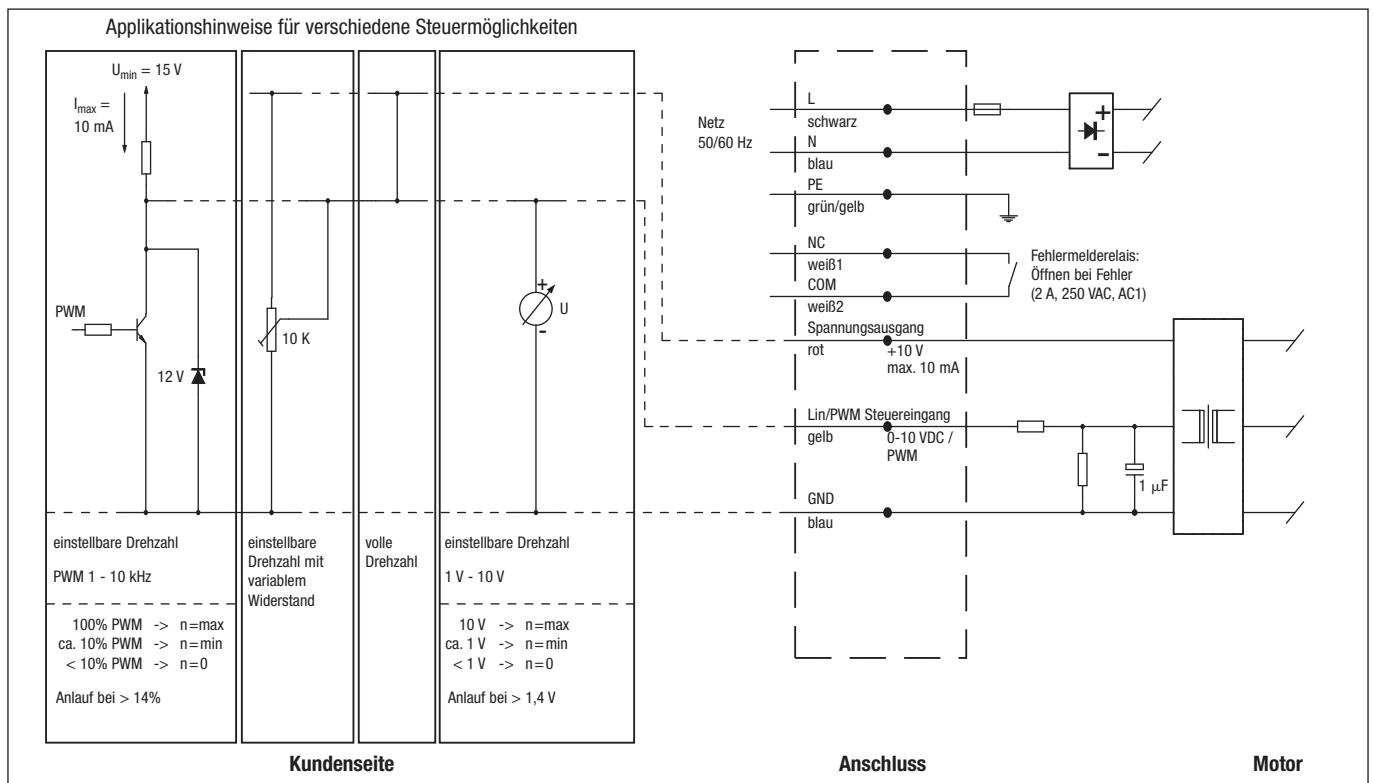 Applikationshinweise für verschiedene Steuermöglichkeiten
Umin = 15 V
Imax =
10 mA
PWM
12 V
einstellbare Drehzahl
PWM 1 - 10 kHz
100% PWM -> n=max
ca. 10% PWM -> n=min
< 10% PWM -> n=0
Anlauf bei > 14%
10 K
einstellbare
Drehzahl mit
variablem
Widerstand
volle
Drehzahl
+
U
-
einstellbare Drehzahl
1 V - 10 V
10 V -> n=max
ca. 1 V -> n=min
< 1 V -> n=0
Anlauf bei > 1,4 V
Kundenseite
Netz
50/60 Hz
L
schwarz
N
blau
PE
grün/gelb
NC
weiß1
COM
weiß2
Spannungsausgang
rot
+10 V
max. 10 mA
Lin/PWM Steuereingang
gelb
0-10 VDC /
PWM
GND
blau
Anschluss
+
-
Fehlermelderelais:
Öffnen bei Fehler
(2 A, 250 VAC, AC1)
1 μF
Motor